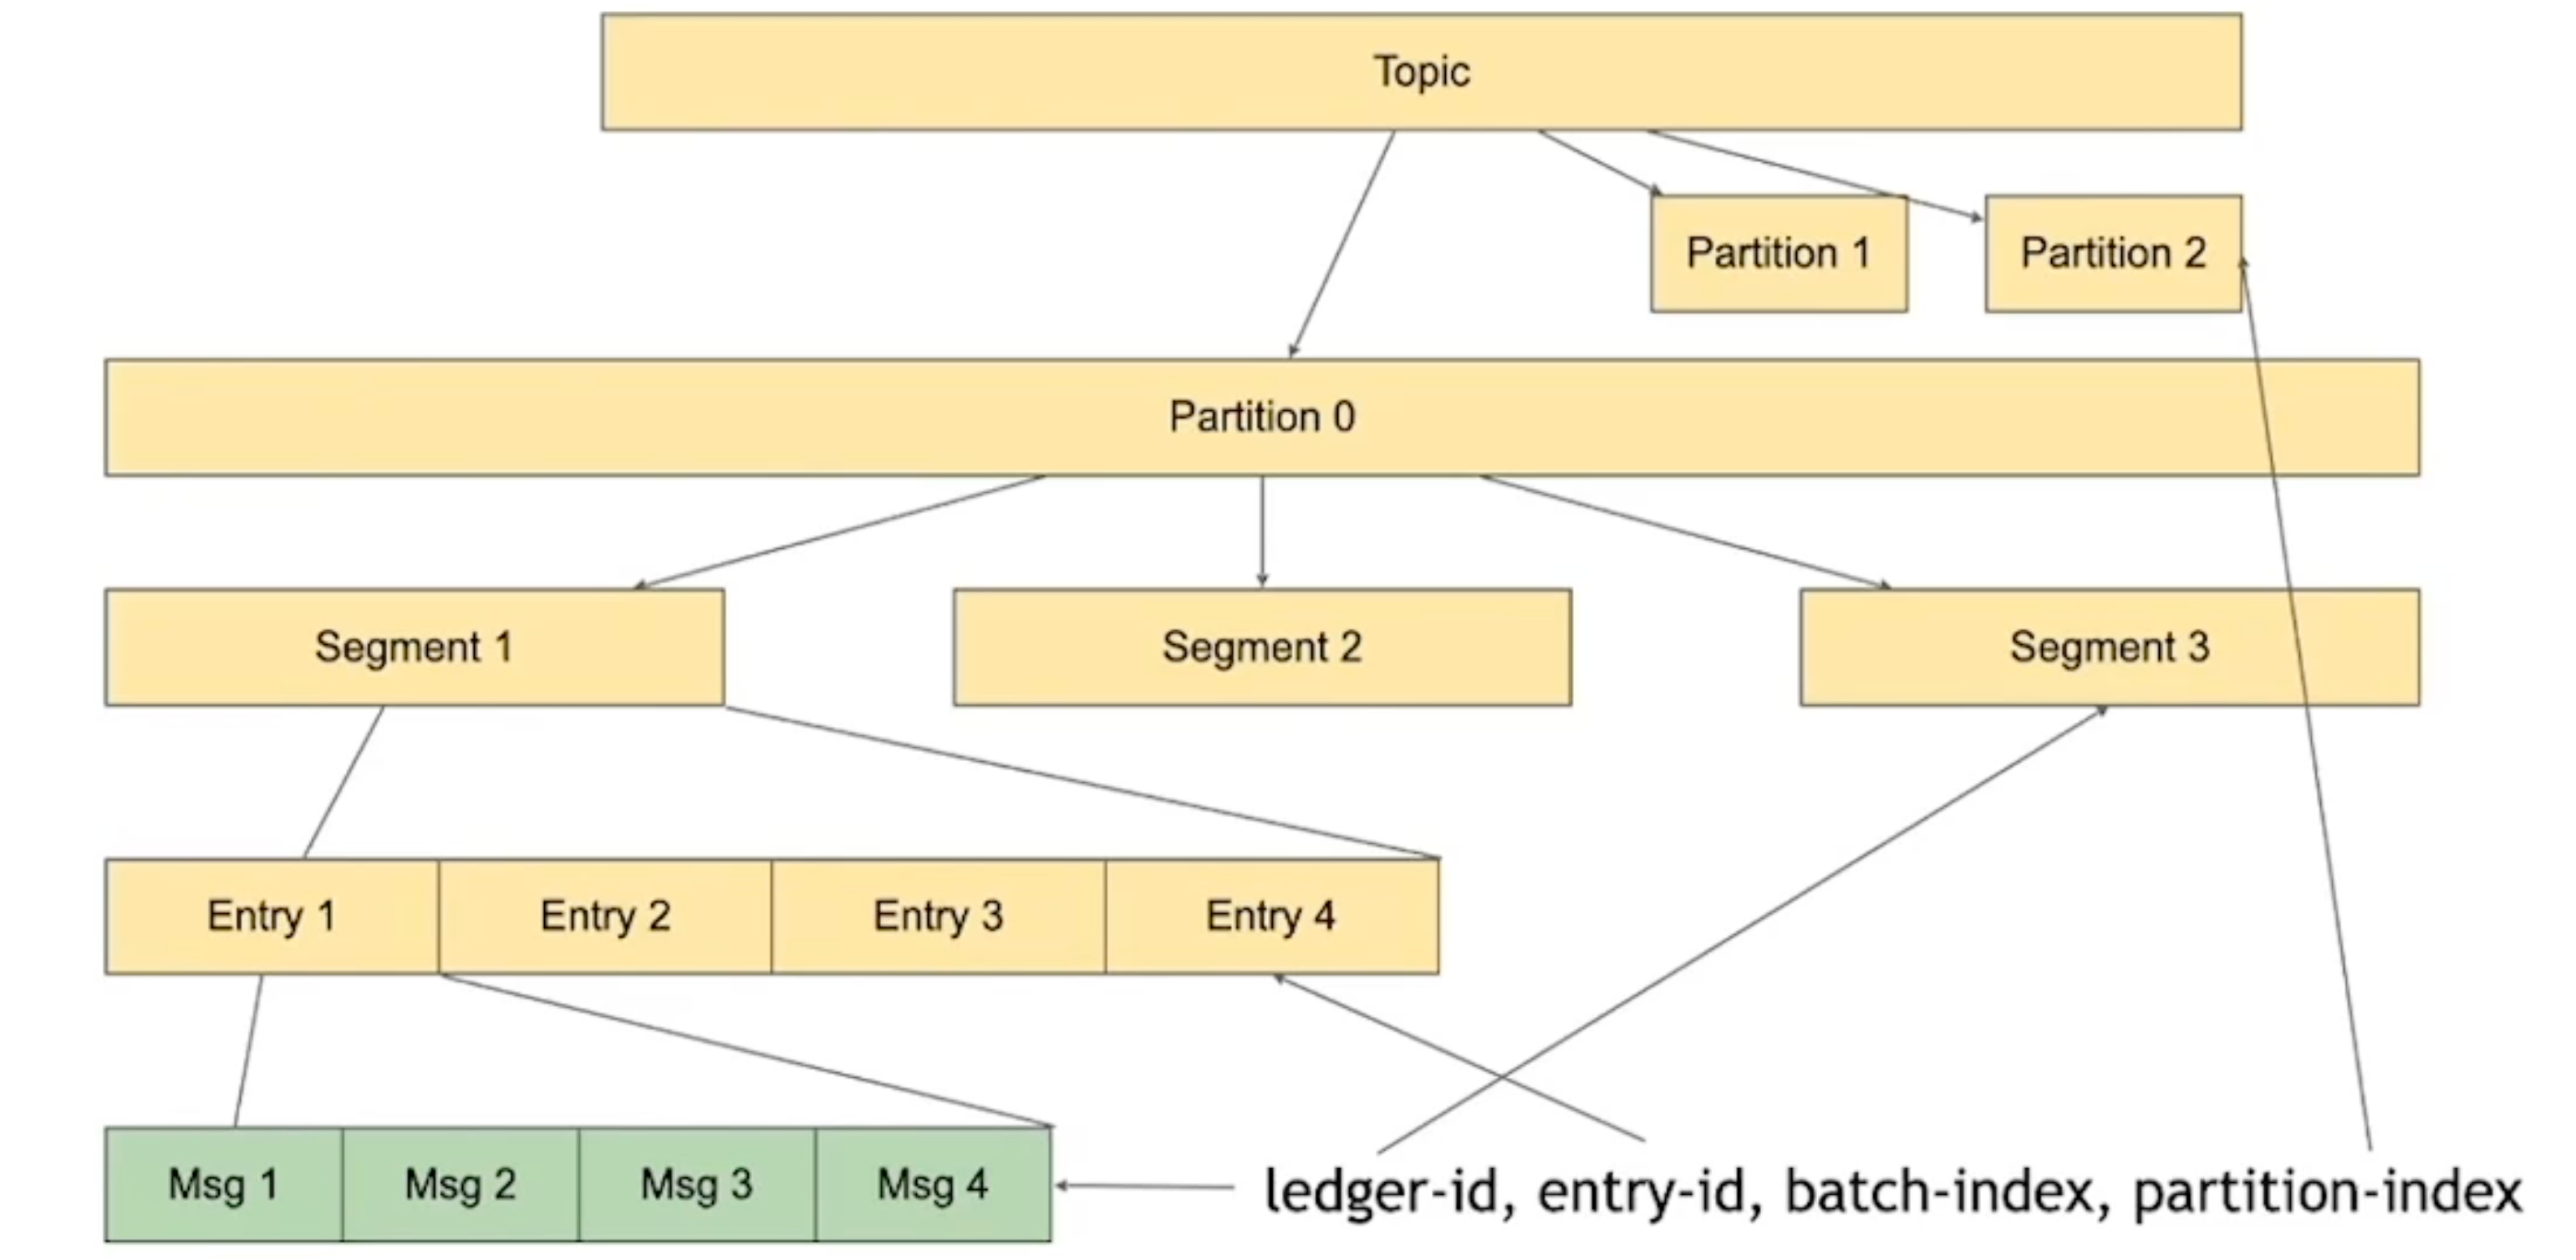 Topic
Partition 1
Partition 2
Partition 0
Segment 1
Segment 2
Segment 3
Entry 1
Entry 2
Entry 3
Entry 4
Msg 1
Msg 2
Msg 3
Msg 4
ledger-id, entry-id, batch-index, partition-index